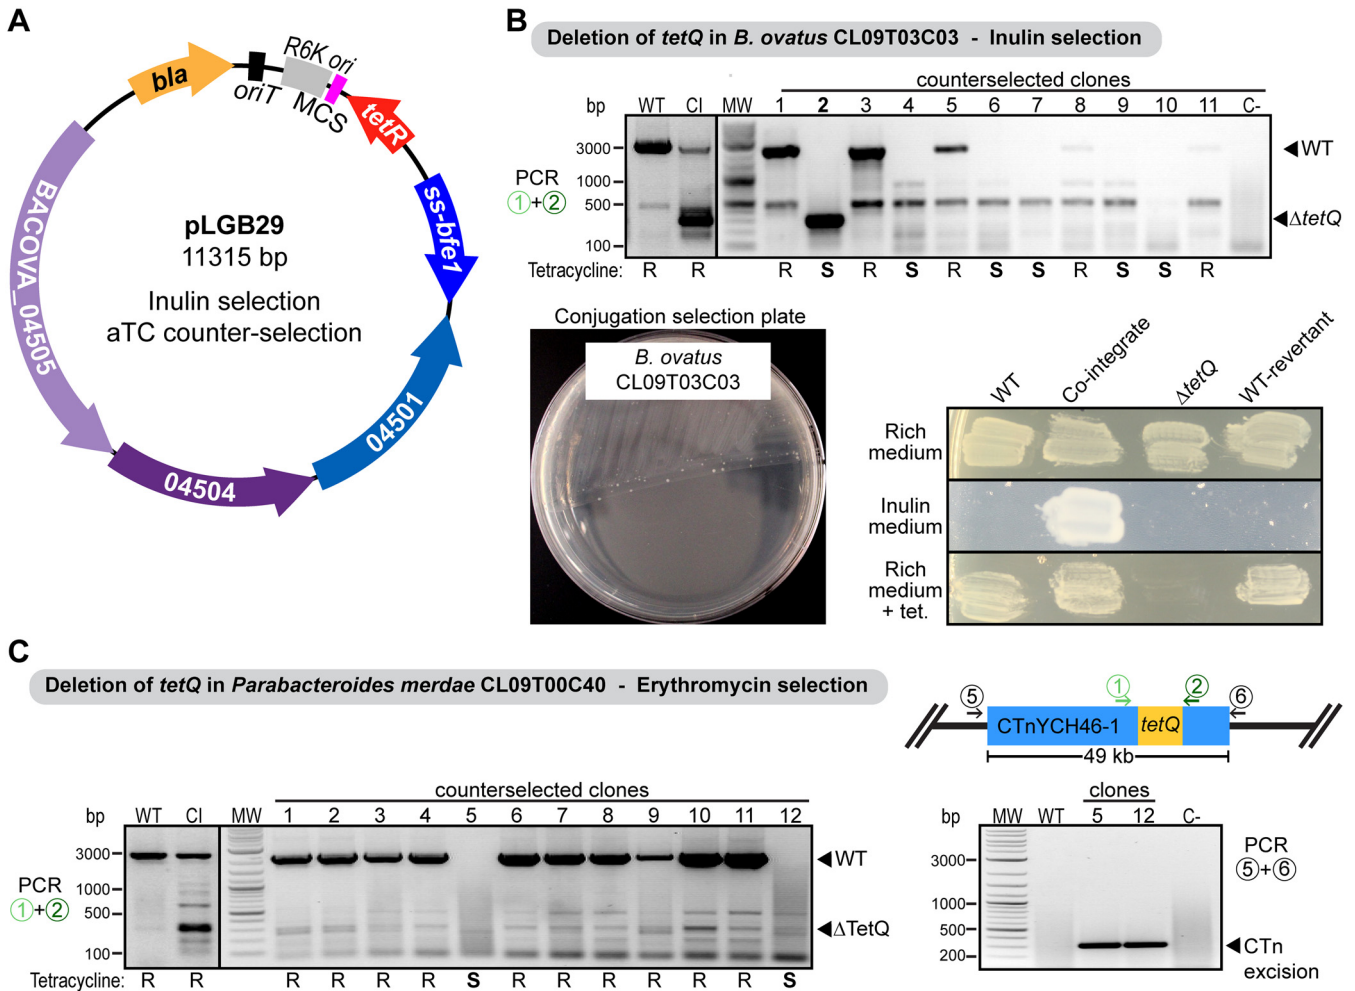 A
bla
oriT
R6K ori
MCS
tetR
ss-bfe1
04501
04504
BACOVA_04505
pLGB29
11315 bp
Inulin selection
aTC counter-selection
B
Deletion of tetQ in B. ovatus CL09T03C03 - Inulin selection
counterselected clones
bp WT CI MW 1 2 3 4 5 6 7 8 9 10 11 C-
3000
1000
500
100
PCR
1+2
WT
ΔtetQ
Tetracycline: R R R S R S R S S R S S R
Conjugation selection plate
B. ovatus
CL09T03C03
WT
Co-integrate
ΔtetQ
WT-revertant
Rich
medium
Inulin
medium
Rich
medium
+ tet.
C
Deletion of tetQ in Parabacteroides merdae CL09T00C40 - Erythromycin selection
counterselected clones
bp WT CI MW 1 2 3 4 5 6 7 8 9 10 11 12
3000
1000
500
100
PCR
1+2
WT
ΔTetQ
Tetracycline: R R R R R R S R R R R R R S
5
1
2
6
CTnYCH46-1
tetQ
49 kb
clones
MW WT 5 12 C-
3000
1000
500
200
PCR
5+6
CTn
excision